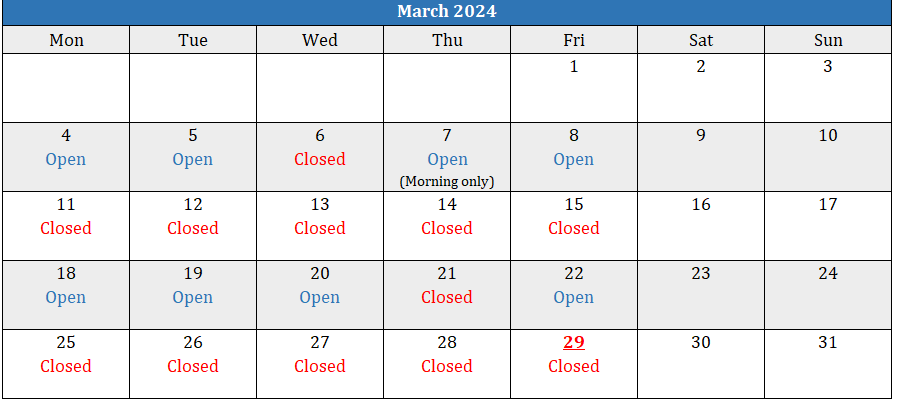 March 2024
Mon Tue Wed Thu Fri Sat Sun
1 2 3
4 5 6 7 8 9 10
Open Open Closed Open Open
(Morning only)
11 12 13 14 15 16 17
Closed Closed Closed Closed Closed
18 19 20 21 22 23 24
Open Open Open Closed Open
25 26 27 28 29 30 31
Closed Closed Closed Closed Closed